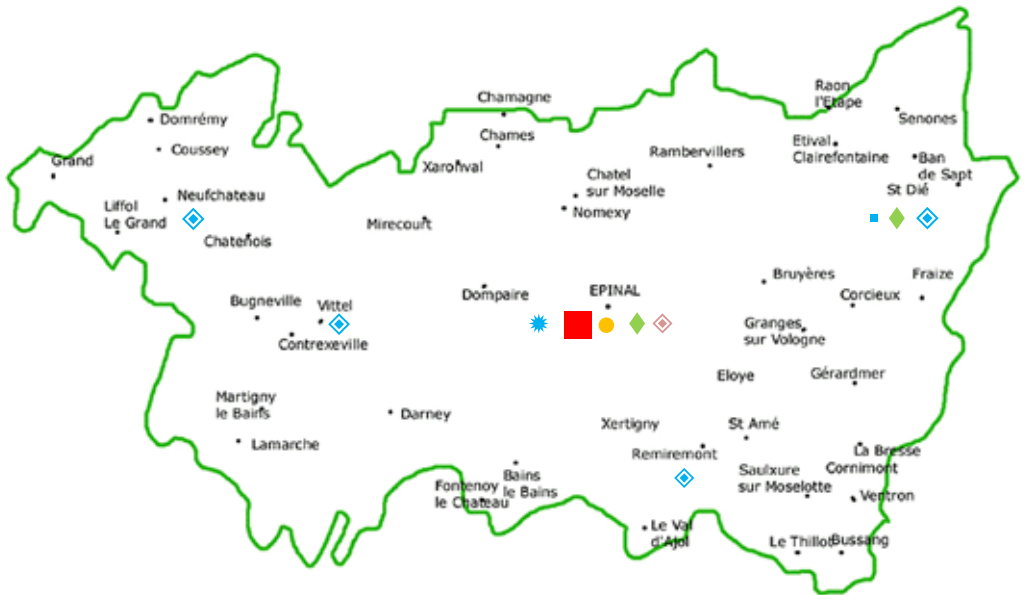 Raon
l'Etape
Chamagne
Senones
Domrémy
Chames
Etival
Clairefontaine
Coussey
Rambervillers
Grand
Xaronval
Ban
de Sapt
Chatel
sur Moselle
St Dié
Neufchateau
Liffol
Le Grand
Nomexy
Mirecourt
Chatenois
Bruyères
Fraize
Dompaire
EPINAL
Corcieux
Bugneville
Vittel
Granges
sur Vologne
Contrexeville
Eloye
Gérardmer
Martigny
le Bains
Darney
Xertigny
St Amé
Lamarche
Remiremont
La Bresse
Cornimont
Saulxure
sur Moselotte
Bains
le Bains
Fontenoy
le Chateau
Ventron
Le Val
d'Ajol
Le Thillot
Bussang